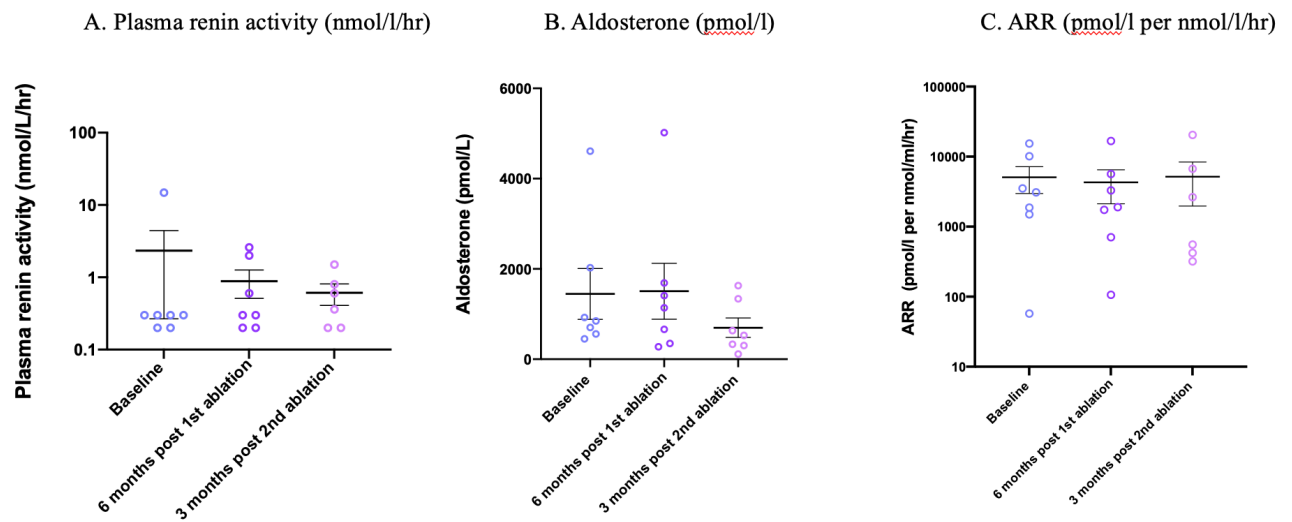 A. Plasma renin activity (nmol/l/hr)
B. Aldosterone (pmol/l)
C. ARR (pmol/l per nmol/l/hr)
Plasma renin activity (nmol/L/hr)
100
10
1
0.1
Baseline
6 months post 1st ablation
3 months post 2nd ablation
Aldosterone (pmol/L)
6000
4000
2000
0
Baseline
6 months post 1st ablation
3 months post 2nd ablation
ARR (pmol/l per nmol/ml/hr)
100000
10000
1000
100
10
Baseline
6 months post 1st ablation
3 months post 2nd ablation